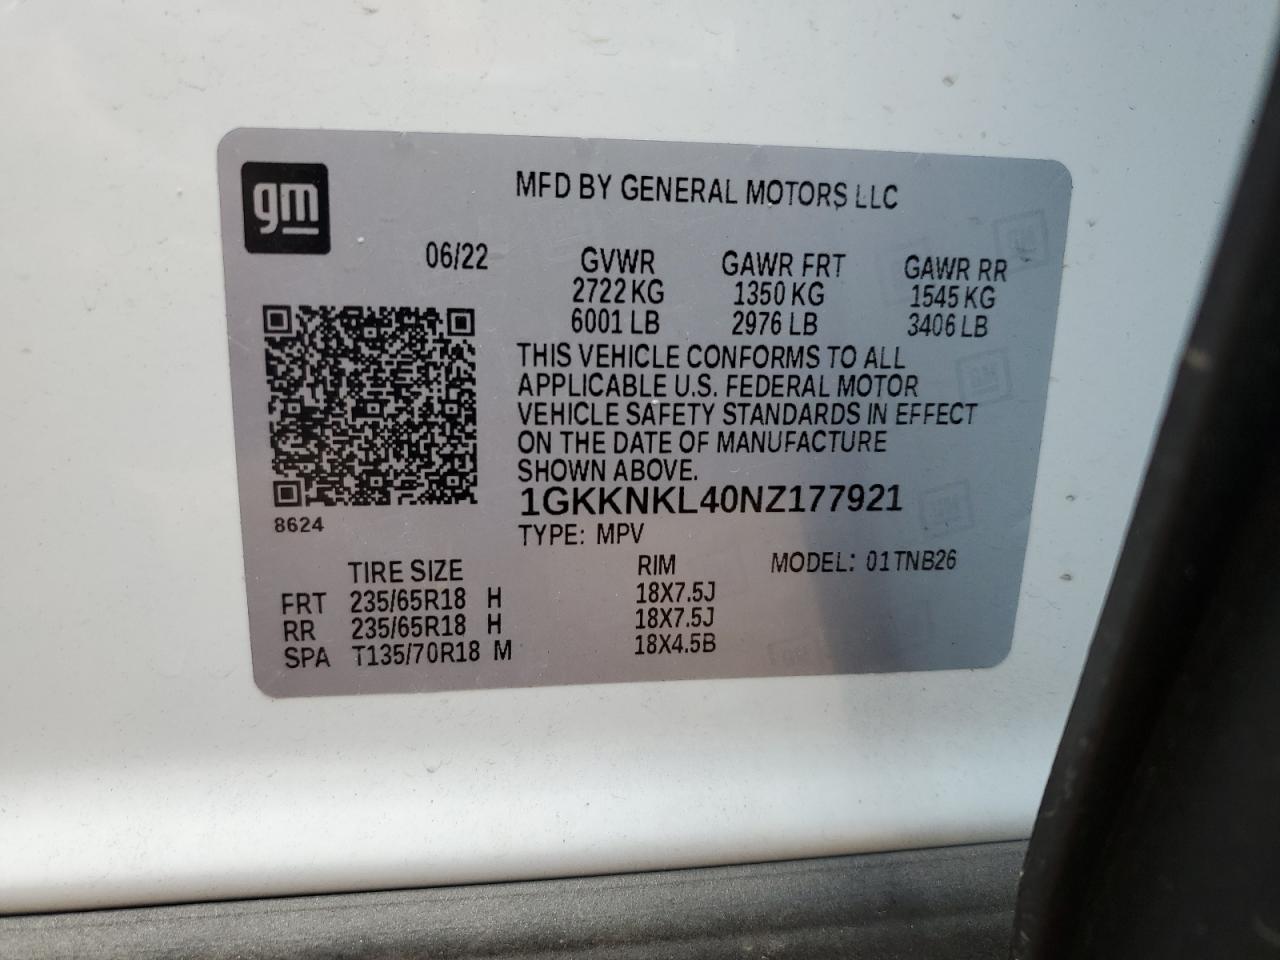 gm
MFD BY GENERAL MOTORS LLC
06/22 GVWR GAWR FRT GAWR RR
2722 KG 1350 KG 1545 KG
6001 LB 2976 LB 3406 LB
THIS VEHICLE CONFORMS TO ALL
APPLICABLE U.S. FEDERAL MOTOR
VEHICLE SAFETY STANDARDS IN EFFECT
ON THE DATE OF MANUFACTURE
SHOWN ABOVE.
8624
1GKKNKL40NZ177921
TYPE: MPV
TIRE SIZE RIM MODEL: 01TNB26
FRT 235/65R18 H 18X7.5J
RR 235/65R18 H 18X7.5J
SPA T135/70R18 M 18X4.5B